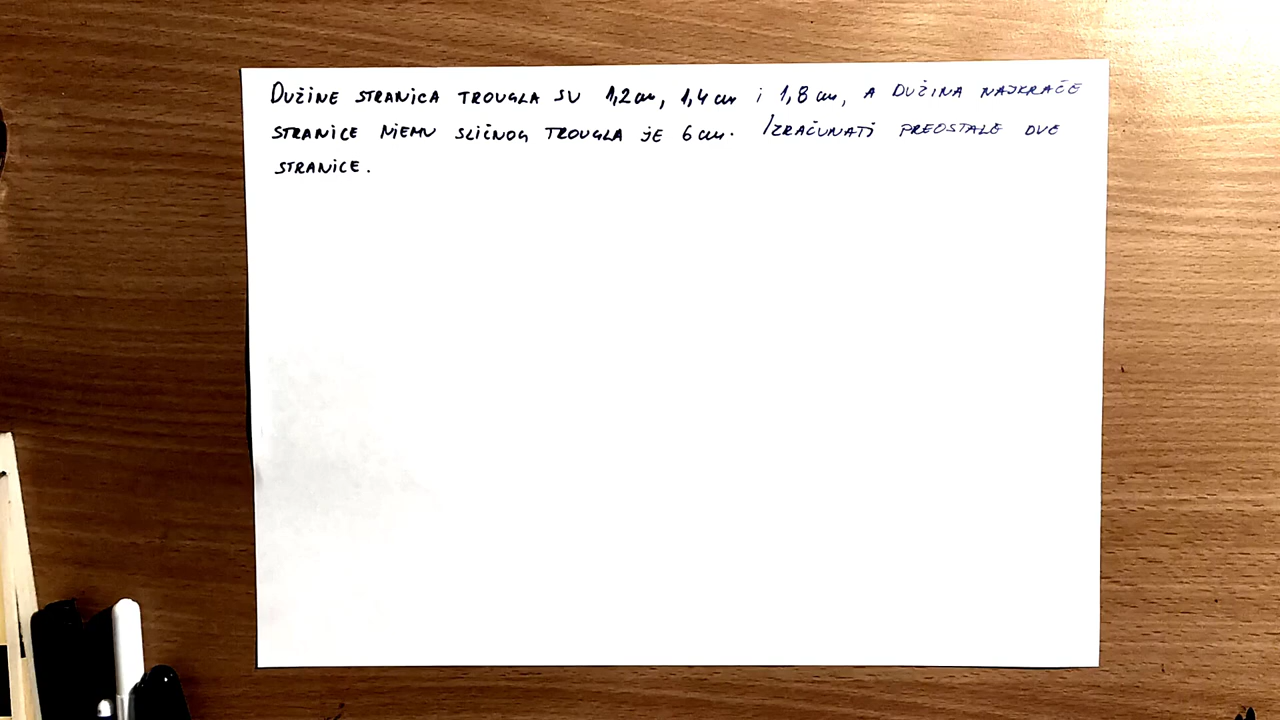 DUŽINE STRANICA TROUGLA SU 1,2 cm, 1,4 cm i 1,8 cm, A DUŽINA NAJKRAĆE
STRANICE NJEMU SLIČNOG TROUGLA JE 6 cm. IZRAČUNATI PREOSTALE DVE
STRANICE.